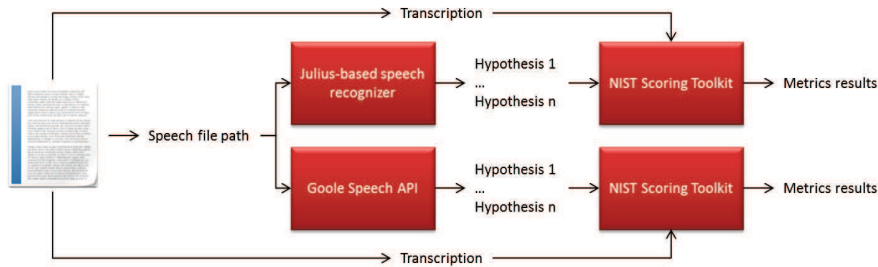 Transcription
Julius-based speech
recognizer
Hypothesis 1
...
Hypothesis n
NIST Scoring Toolkit
Metrics results
Speech file path
Goole Speech API
Hypothesis 1
...
Hypothesis n
NIST Scoring Toolkit
Metrics results
Transcription